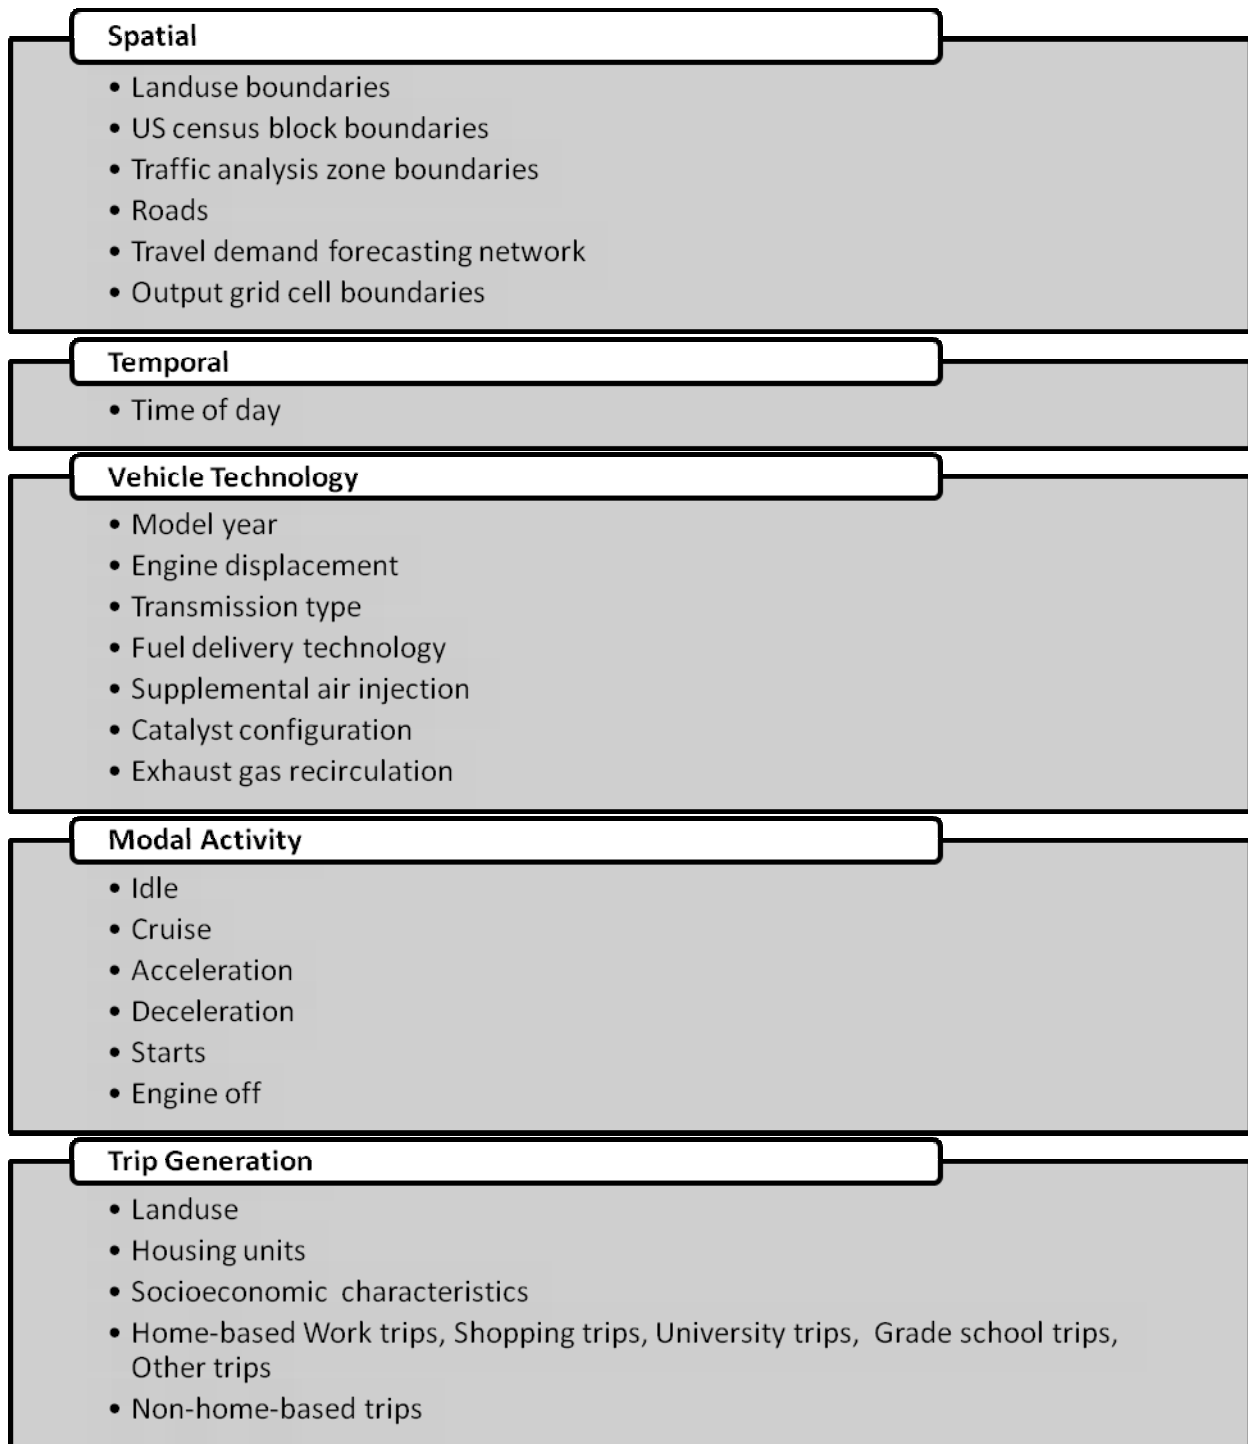 Spatial
• Landuse boundaries
• US census block boundaries
• Traffic analysis zone boundaries
• Roads
• Travel demand forecasting network
• Output grid cell boundaries
Temporal
• Time of day
Vehicle Technology
• Model year
• Engine displacement
• Transmission type
• Fuel delivery technology
• Supplemental air injection
• Catalyst configuration
• Exhaust gas recirculation
Modal Activity
• Idle
• Cruise
• Acceleration
• Deceleration
• Starts
• Engine off
Trip Generation
• Landuse
• Housing units
• Socioeconomic characteristics
• Home-based Work trips, Shopping trips, University trips, Grade school trips,
Other trips
• Non-home-based trips